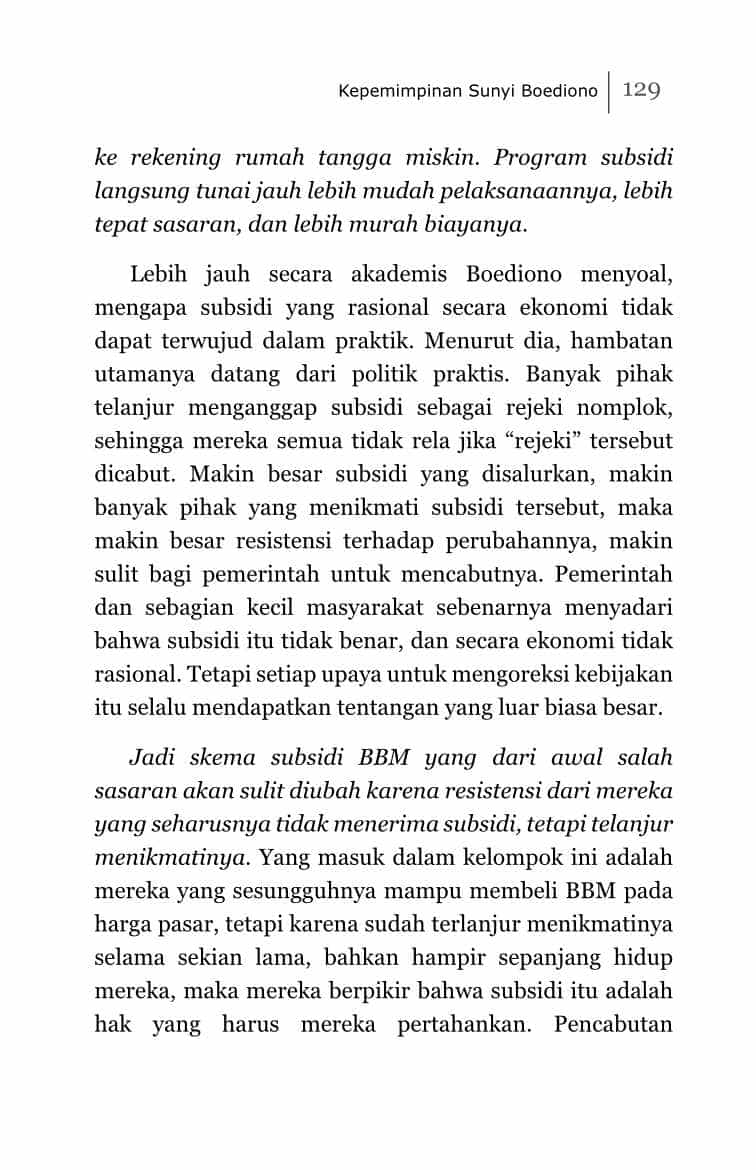 Kepemimpinan Sunyi Boediono 129
ke rekening rumah tangga miskin. Program subsidi
langsung tunai jauh lebih mudah pelaksanaannya, lebih
tepat sasaran, dan lebih murah biayanya.
Lebih jauh secara akademis Boediono menyoal,
mengapa subsidi yang rasional secara ekonomi tidak
dapat terwujud dalam praktik. Menurut dia, hambatan
utamanya datang dari politik praktis. Banyak pihak
telanjur menganggap subsidi sebagai rejeki nomplok,
sehingga mereka semua tidak rela jika “rejeki” tersebut
dicabut. Makin besar subsidi yang disalurkan, makin
banyak pihak yang menikmati subsidi tersebut, maka
makin besar resistensi terhadap perubahannya, makin
sulit bagi pemerintah untuk mencabutnya. Pemerintah
dan sebagian kecil masyarakat sebenarnya menyadari
bahwa subsidi itu tidak benar, dan secara ekonomi tidak
rasional. Tetapi setiap upaya untuk mengoreksi kebijakan
itu selalu mendapatkan tentangan yang luar biasa besar.
Jadi skema subsidi BBM yang dari awal salah
sasaran akan sulit diubah karena resistensi dari mereka
yang seharusnya tidak menerima subsidi, tetapi telanjur
menikmatinya. Yang masuk dalam kelompok ini adalah
mereka yang sesungguhnya mampu membeli BBM pada
harga pasar, tetapi karena sudah terlanjur menikmatinya
selama sekian lama, bahkan hampir sepanjang hidup
mereka, maka mereka berpikir bahwa subsidi itu adalah
hak yang harus mereka pertahankan. Pencabutan